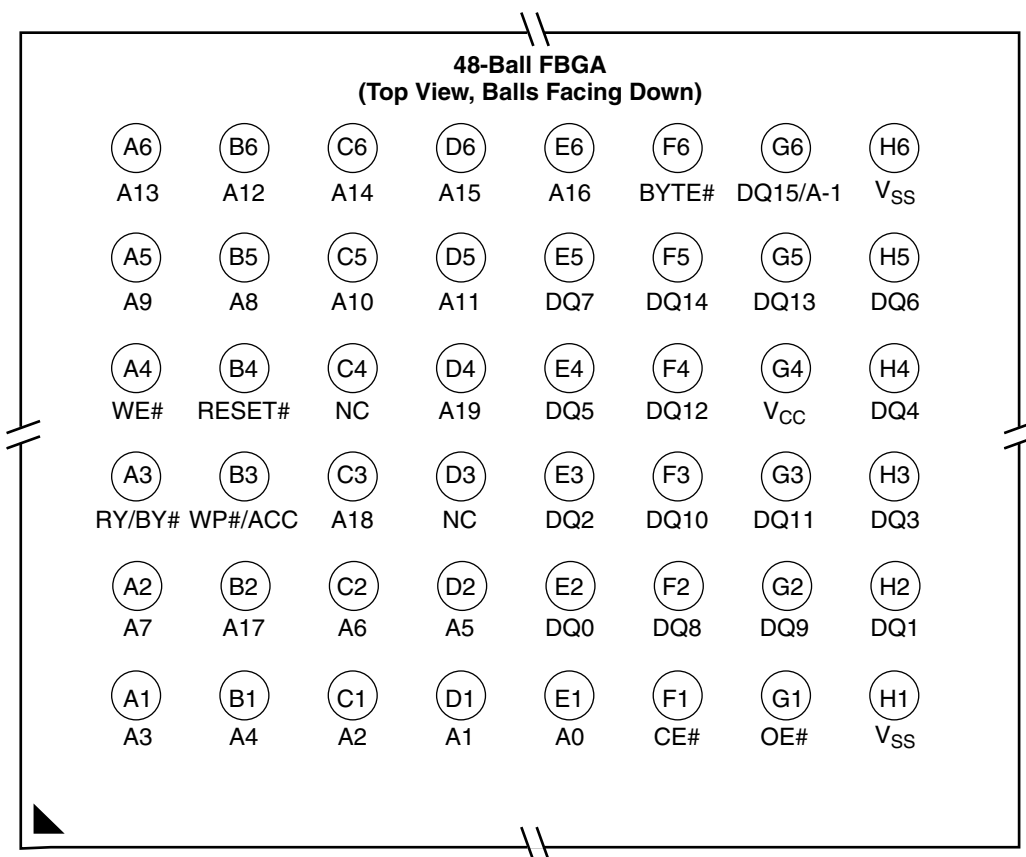 48-Ball FBGA
(Top View, Balls Facing Down)
A6 B6 C6 D6 E6 F6 G6 H6
A13 A12 A14 A15 A16 BYTE# DQ15/A-1 VSS
A5 B5 C5 D5 E5 F5 G5 H5
A9 A8 A10 A11 DQ7 DQ14 DQ13 DQ6
A4 B4 C4 D4 E4 F4 G4 H4
WE# RESET# NC A19 DQ5 DQ12 VCC DQ4
A3 B3 C3 D3 E3 F3 G3 H3
RY/BY# WP#/ACC A18 NC DQ2 DQ10 DQ11 DQ3
A2 B2 C2 D2 E2 F2 G2 H2
A7 A17 A6 A5 DQ0 DQ8 DQ9 DQ1
A1 B1 C1 D1 E1 F1 G1 H1
A3 A4 A2 A1 A0 CE# OE# VSS